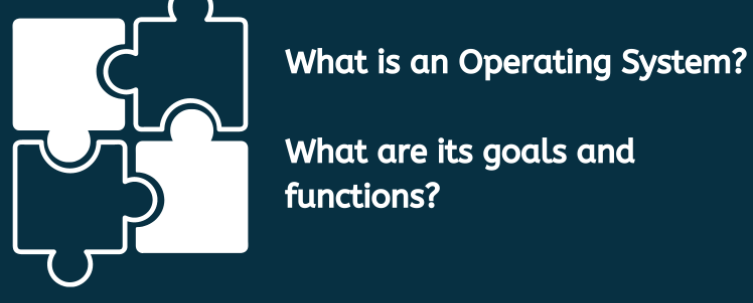 What is an Operating System?
What are its goals and
functions?